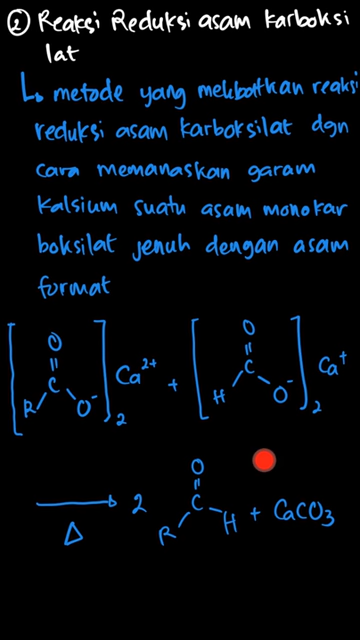 ② Reaksi Reduksi asam karboksi
lat
↳ metode yang melibatkan reaksi
reduksi asam karboksilat dgn
cara memanaskan garam
kalsium suatu asam monokar
boksilat jenuh dengan asam
format
[R C O O⁻]₂ Ca²⁺ + [H C O O⁻]₂ Ca⁺
→ Δ 2 R C O H + CaCO₃